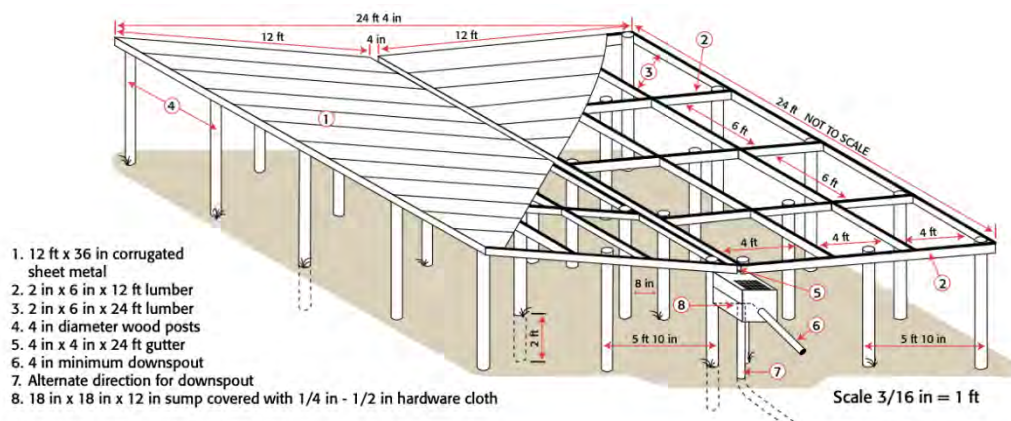 24 ft 4 in
12 ft
4 in
12 ft
2
3
4
1
24 ft NOT TO SCALE
6 ft
6 ft
4 ft
4 ft
4 ft
2
8 in
8
5
6
2 ft
5 ft 10 in
5 ft 10 in
7
1. 12 ft x 36 in corrugated
sheet metal
2. 2 in x 6 in x 12 ft lumber
3. 2 in x 6 in x 24 ft lumber
4. 4 in diameter wood posts
5. 4 in x 4 in x 24 ft gutter
6. 4 in minimum downspout
7. Alternate direction for downspout
8. 18 in x 18 in x 12 in sump covered with 1/4 in - 1/2 in hardware cloth
Scale 3/16 in = 1 ft